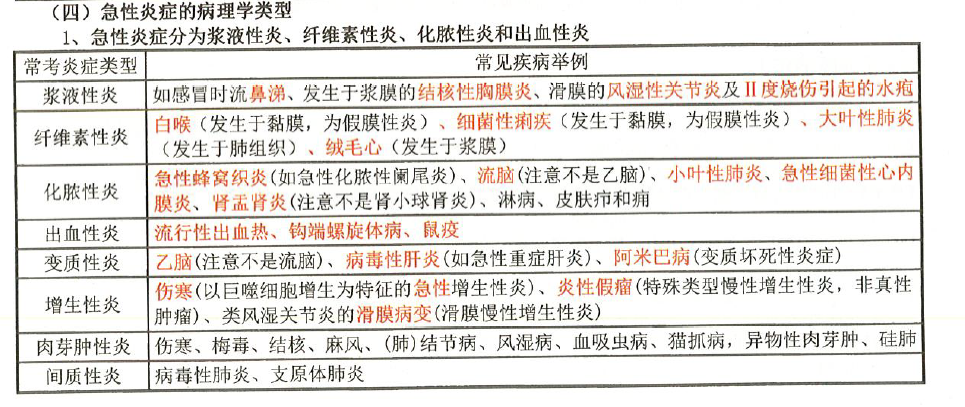 （四）急性炎症的病理学类型
1、急性炎症分为浆液性炎、纤维素性炎、化脓性炎和出血性炎
常考炎症类型 常见疾病举例
浆液性炎 如感冒时流鼻涕、发生于浆膜的结核性胸膜炎、滑膜的风湿性关节炎及Ⅱ度烧伤引起的水疱
纤维素性炎 白喉（发生于黏膜，为假膜性炎）、细菌性痢疾（发生于黏膜，为假膜性炎）、大叶性肺炎
（发生于肺组织）、绒毛心（发生于浆膜）
化脓性炎 急性蜂窝织炎(如急性化脓性阑尾炎)、流脑(注意不是乙脑)、小叶性肺炎、急性细菌性心内
膜炎、肾盂肾炎(注意不是肾小球肾炎)、淋病、皮肤疖和痈
出血性炎 流行性出血热、钩端螺旋体病、鼠疫
变质性炎 乙脑(注意不是流脑)、病毒性肝炎(如急性重症肝炎)、阿米巴病(变质坏死性炎症)
增生性炎 伤寒(以巨噬细胞增生为特征的急性增生性炎)、炎性假瘤(特殊类型慢性增生性炎，非真性
肿瘤)、类风湿关节炎的滑膜病变(滑膜慢性增生性炎)
肉芽肿性炎 伤寒、梅毒、结核、麻风、(肺)结节病、风湿病、血吸虫病、猫抓病，异物性肉芽肿、硅肺
间质性炎 病毒性肺炎、支原体肺炎